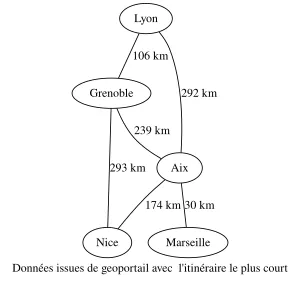 Lyon
106 km
Grenoble
292 km
239 km
293 km
Aix
174 km
30 km
Nice
Marseille
Données issues de geoportail avec  l'itinéraire le plus court